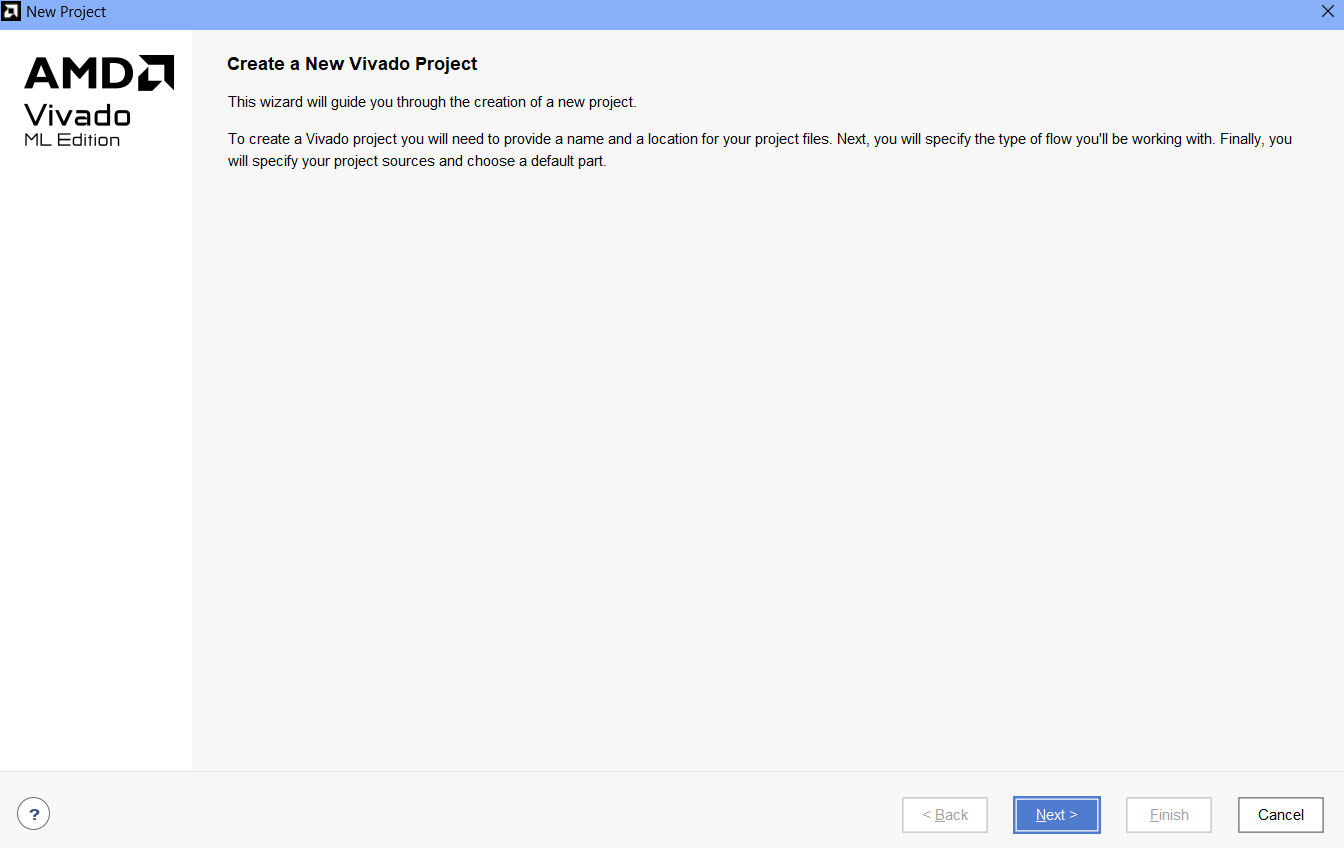 New Project
AMD
Vivado
ML Edition
Create a New Vivado Project
This wizard will guide you through the creation of a new project.
To create a Vivado project you will need to provide a name and a location for your project files. Next, you will specify the type of flow you'll be working with. Finally, you
will specify your project sources and choose a default part.
?
< Back
Next >
Finish
Cancel